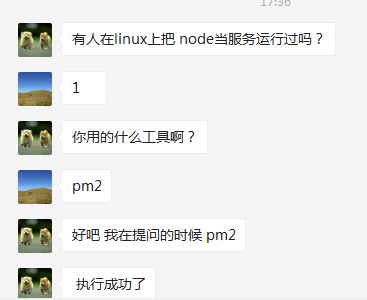 17:36
有人在linux上把 node当服务运行过吗？
1
你用的什么工具啊？
pm2
好吧 我在提问的时候 pm2
执行成功了